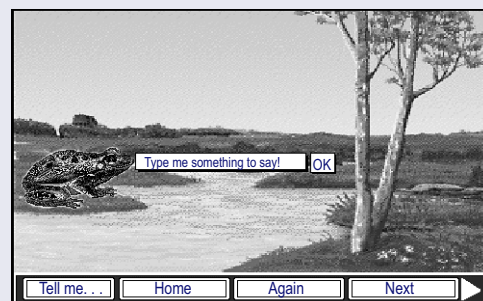 Type me something to say!
OK
Tell me. . .
Home
Again
Next